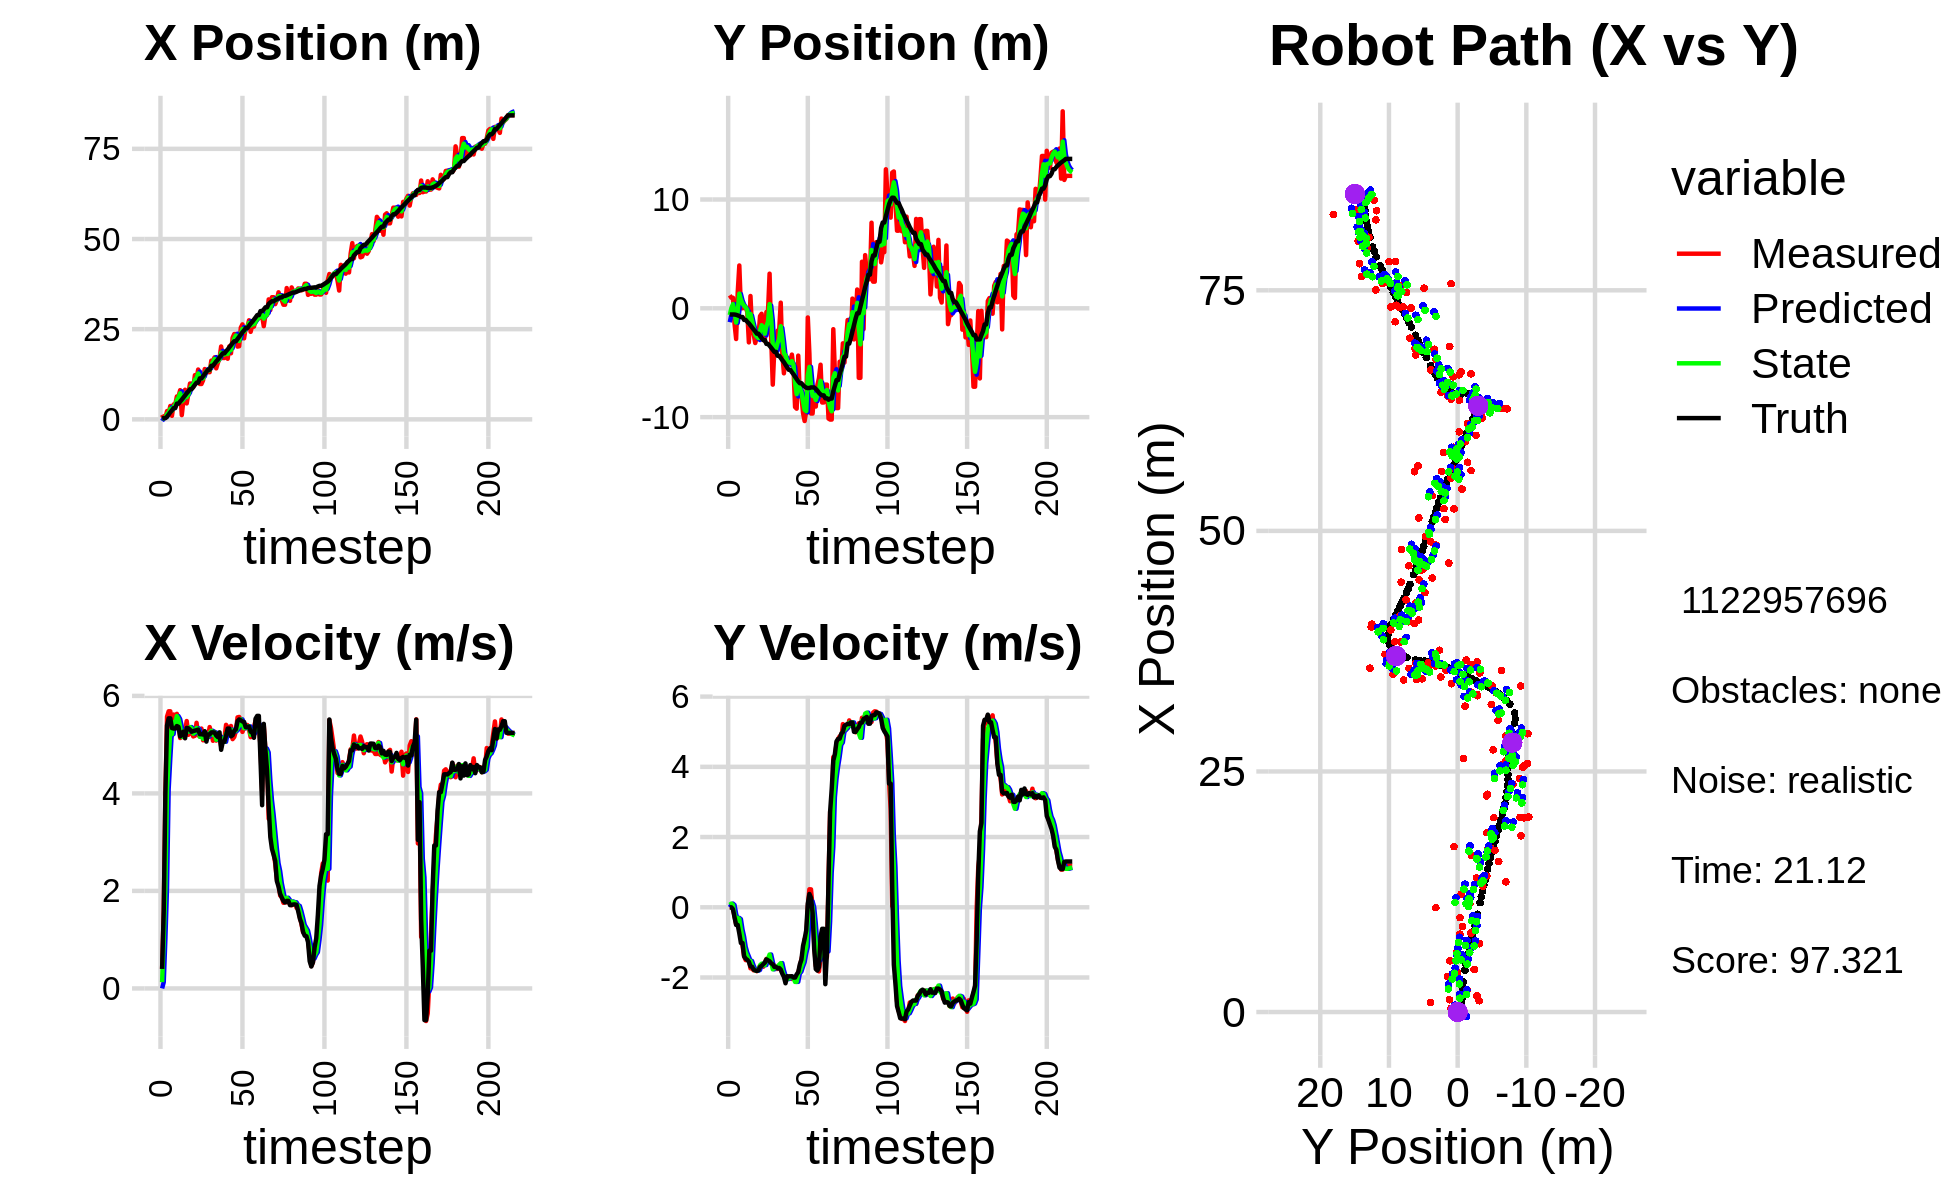 X Position (m)
75
50
25
0
0
50
100
150
200
timestep
Y Position (m)
10
0
-10
0
50
100
150
200
timestep
X Velocity (m/s)
6
4
2
0
0
50
100
150
200
timestep
Y Velocity (m/s)
6
4
2
0
-2
0
50
100
150
200
timestep
Robot Path (X vs Y)
X Position (m)
75
50
25
0
20 10 0 -10 -20
Y Position (m)
variable
Measured
Predicted
State
Truth
1122957696
Obstacles: none
Noise: realistic
Time: 21.12
Score: 97.321